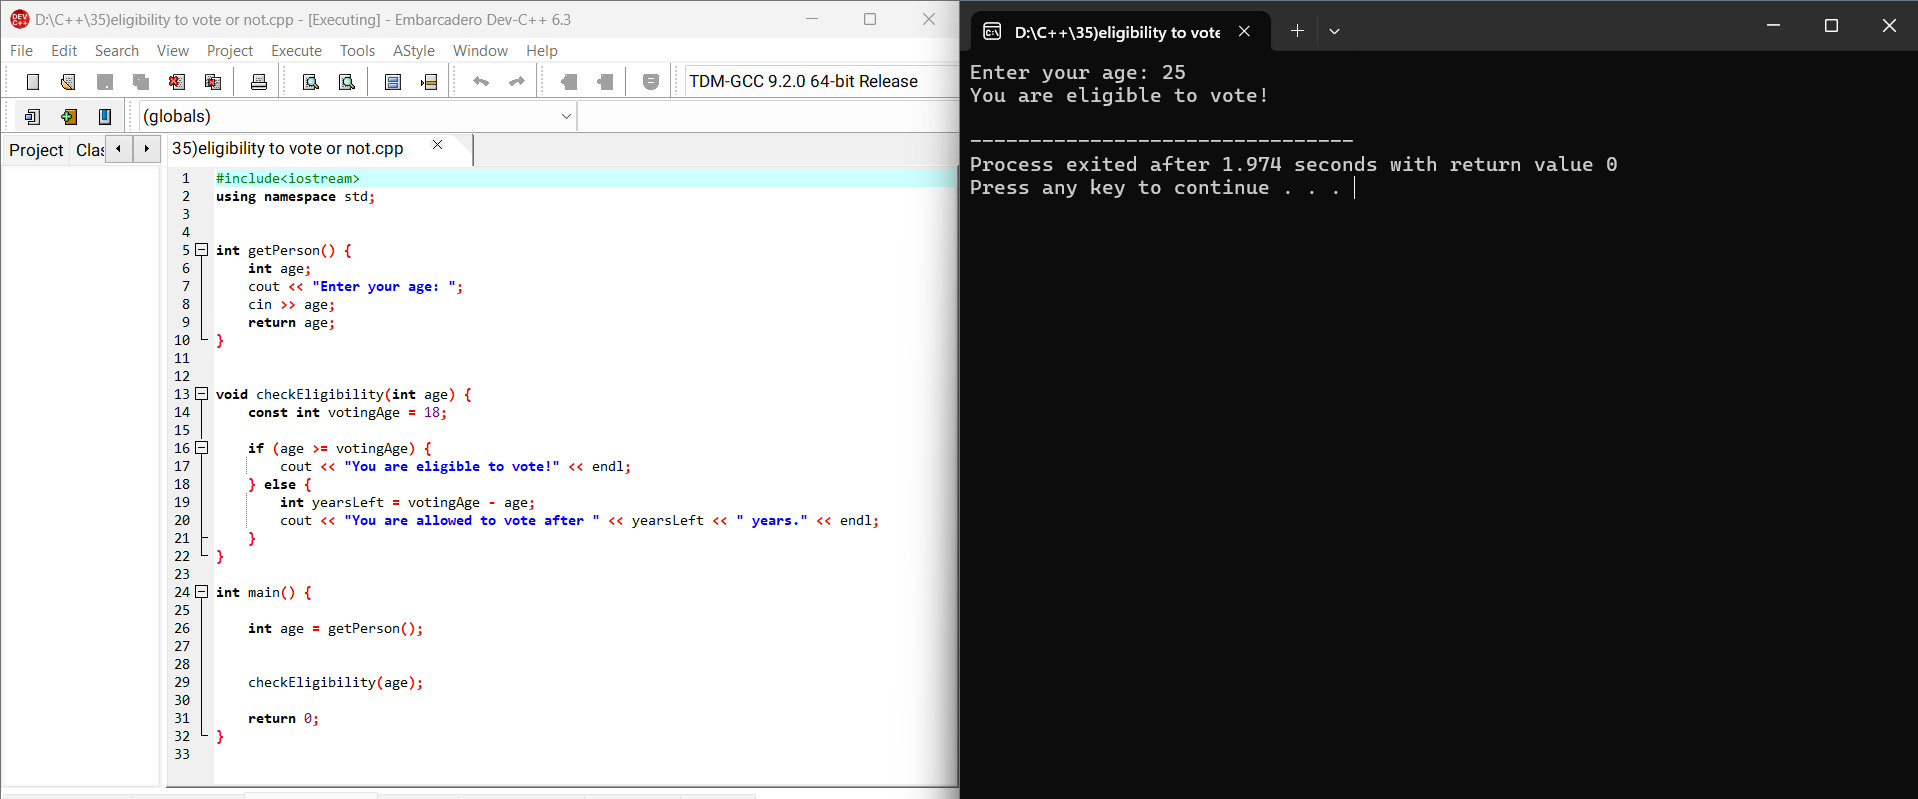 D:\C++\35)eligibility to vote or not.cpp - [Executing] - Embarcadero Dev-C++ 6.3
File Edit Search View Project Execute Tools AStyle Window Help
TDM-GCC 9.2.0 64-bit Release
(globals)
Project Clas
35)eligibility to vote or not.cpp
1 #include<iostream>
2 using namespace std;
3
4
5 int getPerson() {
6 int age;
7 cout << "Enter your age: ";
8 cin >> age;
9 return age;
10 }
11
12
13 void checkEligibility(int age) {
14 const int votingAge = 18;
15
16 if (age >= votingAge) {
17 cout << "You are eligible to vote!" << endl;
18 } else {
19 int yearsLeft = votingAge - age;
20 cout << "You are allowed to vote after " << yearsLeft << " years." << endl;
21 }
22 }
23
24 int main() {
25
26 int age = getPerson();
27
28
29 checkEligibility(age);
30
31 return 0;
32 }
33
D:\C++\35)eligibility to vote
Enter your age: 25
You are eligible to vote!
--------------------------------
Process exited after 1.974 seconds with return value 0
Press any key to continue . . .